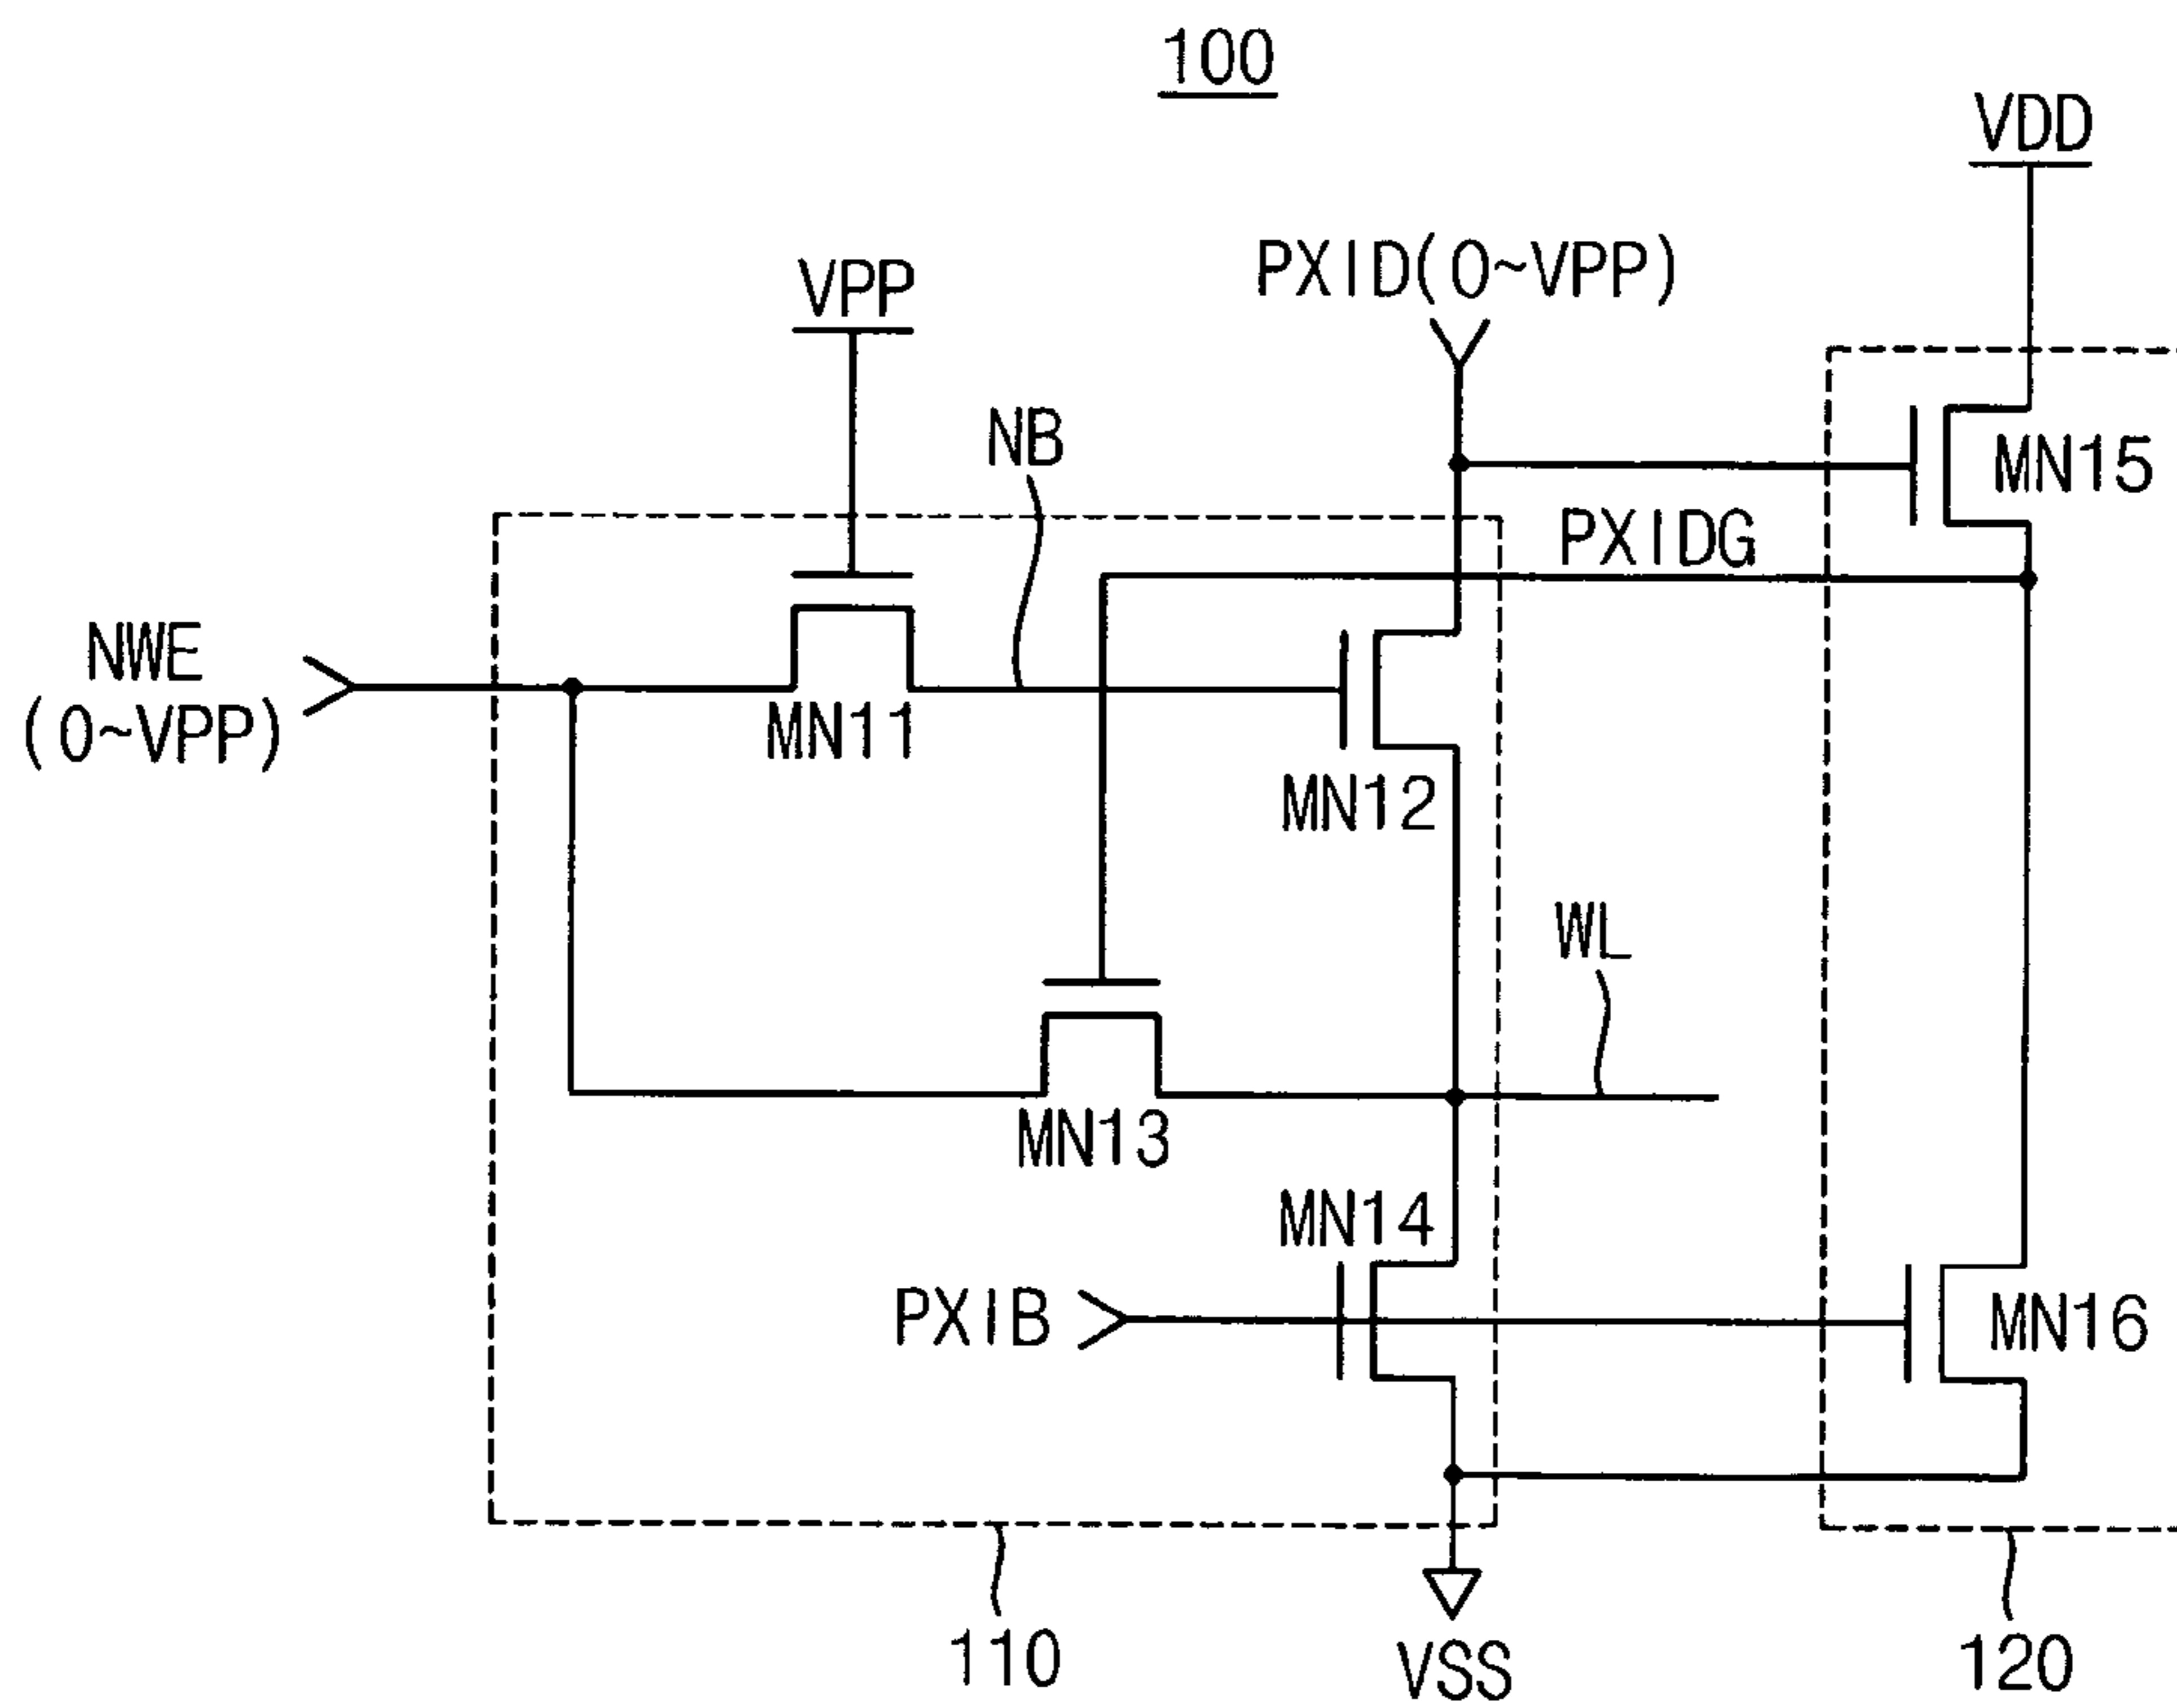 100
VDD
PXID(0~VPP)
VPP
NB
MN15
PXIDG
NWE
(0~VPP)
MN11
MN12
WL
MN13
MN14
PXIB
MN16
110
VSS
120